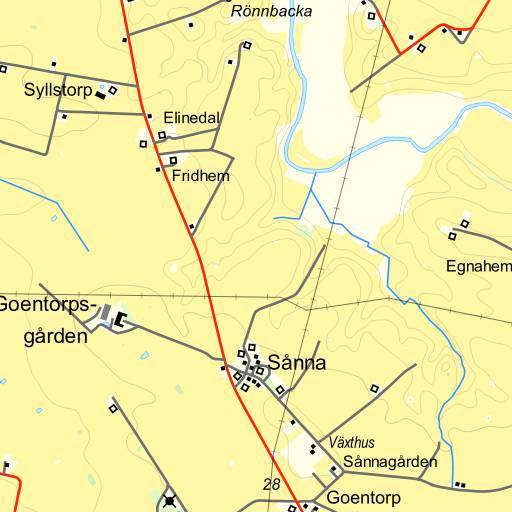 Rönnbacka
Syllstorp
Elinedal
Fridhem
Egnahem
Goentorps-
gården
Sånna
Växthus
Sånnagården
28
Goentorp